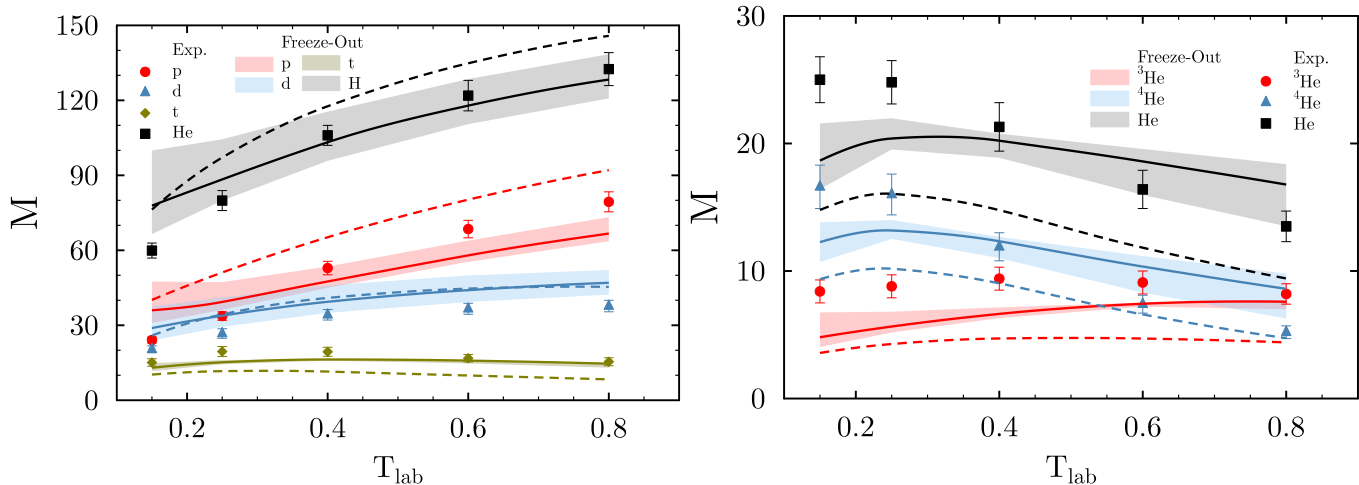 150
120
90
60
30
0
M
Exp.
p
d
t
He
Freeze-Out
p t
d H
0.2 0.4 0.6 0.8
T_lab
30
20
10
0
M
Freeze-Out
³He
⁴He
He
Exp.
³He
⁴He
He
0.2 0.4 0.6 0.8
T_lab